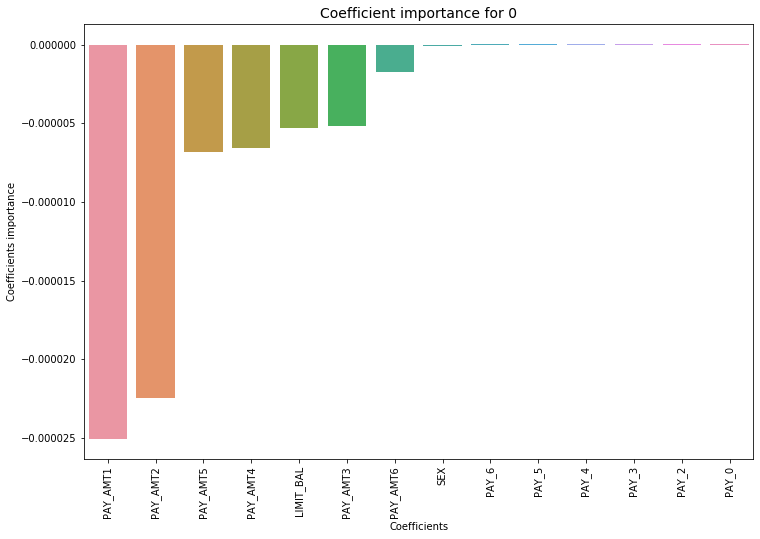 Coefficient importance for 0
Coefficients importance
0.000000
−0.000005
−0.000010
−0.000015
−0.000020
−0.000025
PAY_AMT1
PAY_AMT2
PAY_AMT5
PAY_AMT4
LIMIT_BAL
PAY_AMT3
PAY_AMT6
SEX
PAY_6
PAY_5
PAY_4
PAY_3
PAY_2
PAY_0
Coefficients